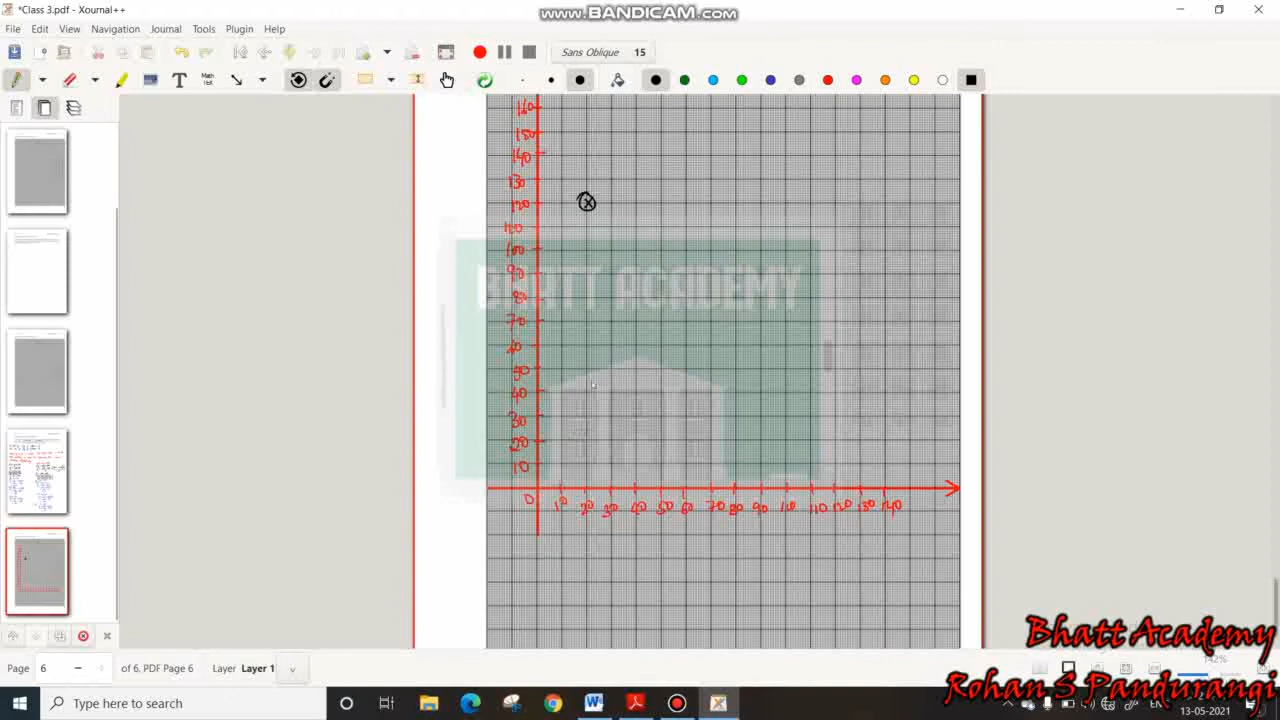 *Class 3.pdf - Xournal++
www.BANDICAM.com
File Edit View Navigation Journal Tools Plugin Help
Sans Oblique 15
160
150
140
130
120
110
100
90
80
70
60
50
40
30
20
10
BHATT ACADEMY
0 10 20 30 40 50 60 70 80 90 100 110 120 130 140
Bhatt Academy
Page 6 of 6. PDF Page 6 Layer Layer 1
142%
Rohan S Pandurangi
Type here to search
13-05-2021